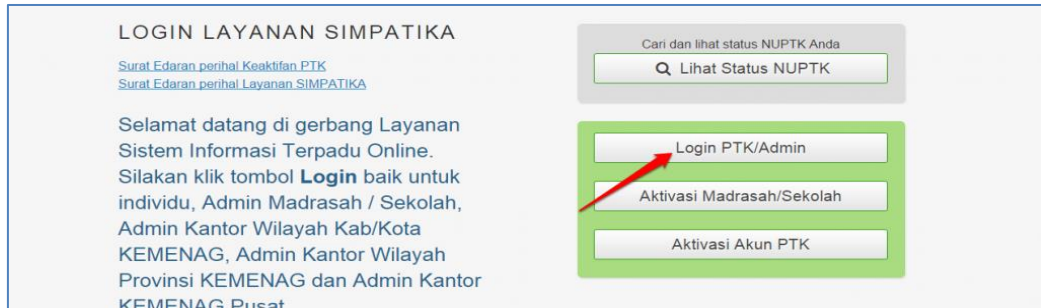 LOGIN LAYANAN SIMPATIKA
Surat Edaran perihal Keaktifan PTK
Surat Edaran perihal Layanan SIMPATIKA
Selamat datang di gerbang Layanan
Sistem Informasi Terpadu Online.
Silakan klik tombol Login baik untuk
individu, Admin Madrasah / Sekolah,
Admin Kantor Wilayah Kab/Kota
KEMENAG, Admin Kantor Wilayah
Provinsi KEMENAG dan Admin Kantor
KEMENAG Pusat
Cari dan lihat status NUPTK Anda
Lihat Status NUPTK
Login PTK/Admin
Aktivasi Madrasah/Sekolah
Aktivasi Akun PTK